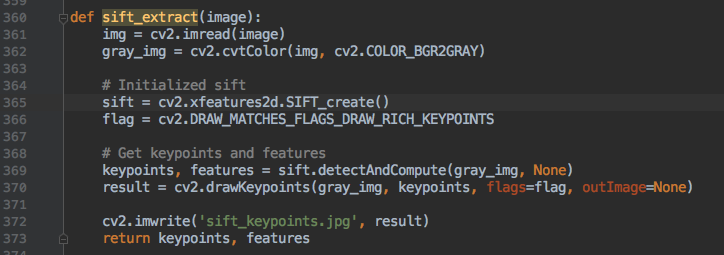 360 def sift_extract(image):
361     img = cv2.imread(image)
362     gray_img = cv2.cvtColor(img, cv2.COLOR_BGR2GRAY)
363
364     # Initialized sift
365     sift = cv2.xfeatures2d.SIFT_create()
366     flag = cv2.DRAW_MATCHES_FLAGS_DRAW_RICH_KEYPOINTS
367
368     # Get keypoints and features
369     keypoints, features = sift.detectAndCompute(gray_img, None)
370     result = cv2.drawKeypoints(gray_img, keypoints, flags=flag, outImage=None)
371
372     cv2.imwrite('sift_keypoints.jpg', result)
373     return keypoints, features